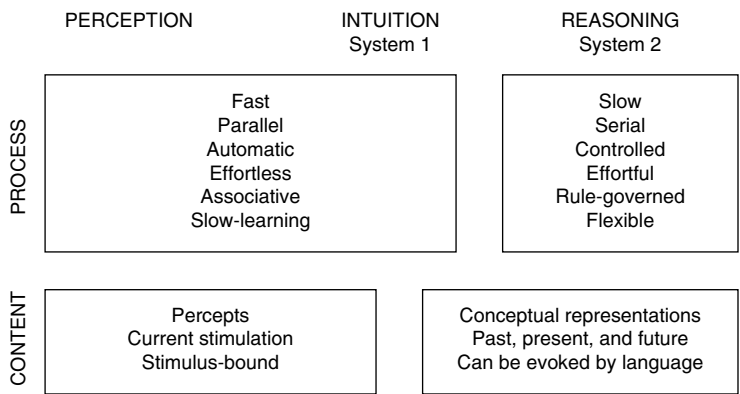 PERCEPTION INTUITION REASONING
System 1 System 2
PROCESS
Fast
Parallel
Automatic
Effortless
Associative
Slow-learning
Slow
Serial
Controlled
Effortful
Rule-governed
Flexible
CONTENT
Percepts
Current stimulation
Stimulus-bound
Conceptual representations
Past, present, and future
Can be evoked by language